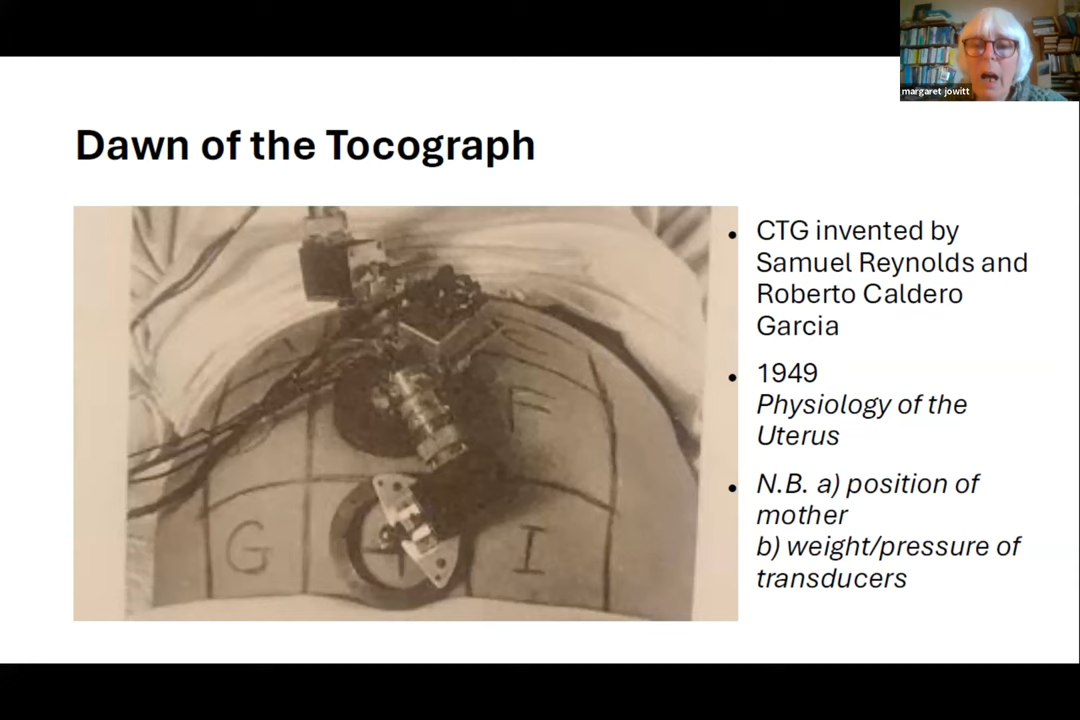 margaret jowitt
Dawn of the Tocograph
CTG invented by
Samuel Reynolds and
Roberto Caldero
Garcia
1949
Physiology of the
Uterus
N.B. a) position of
mother
b) weight/pressure of
transducers
F
G
I